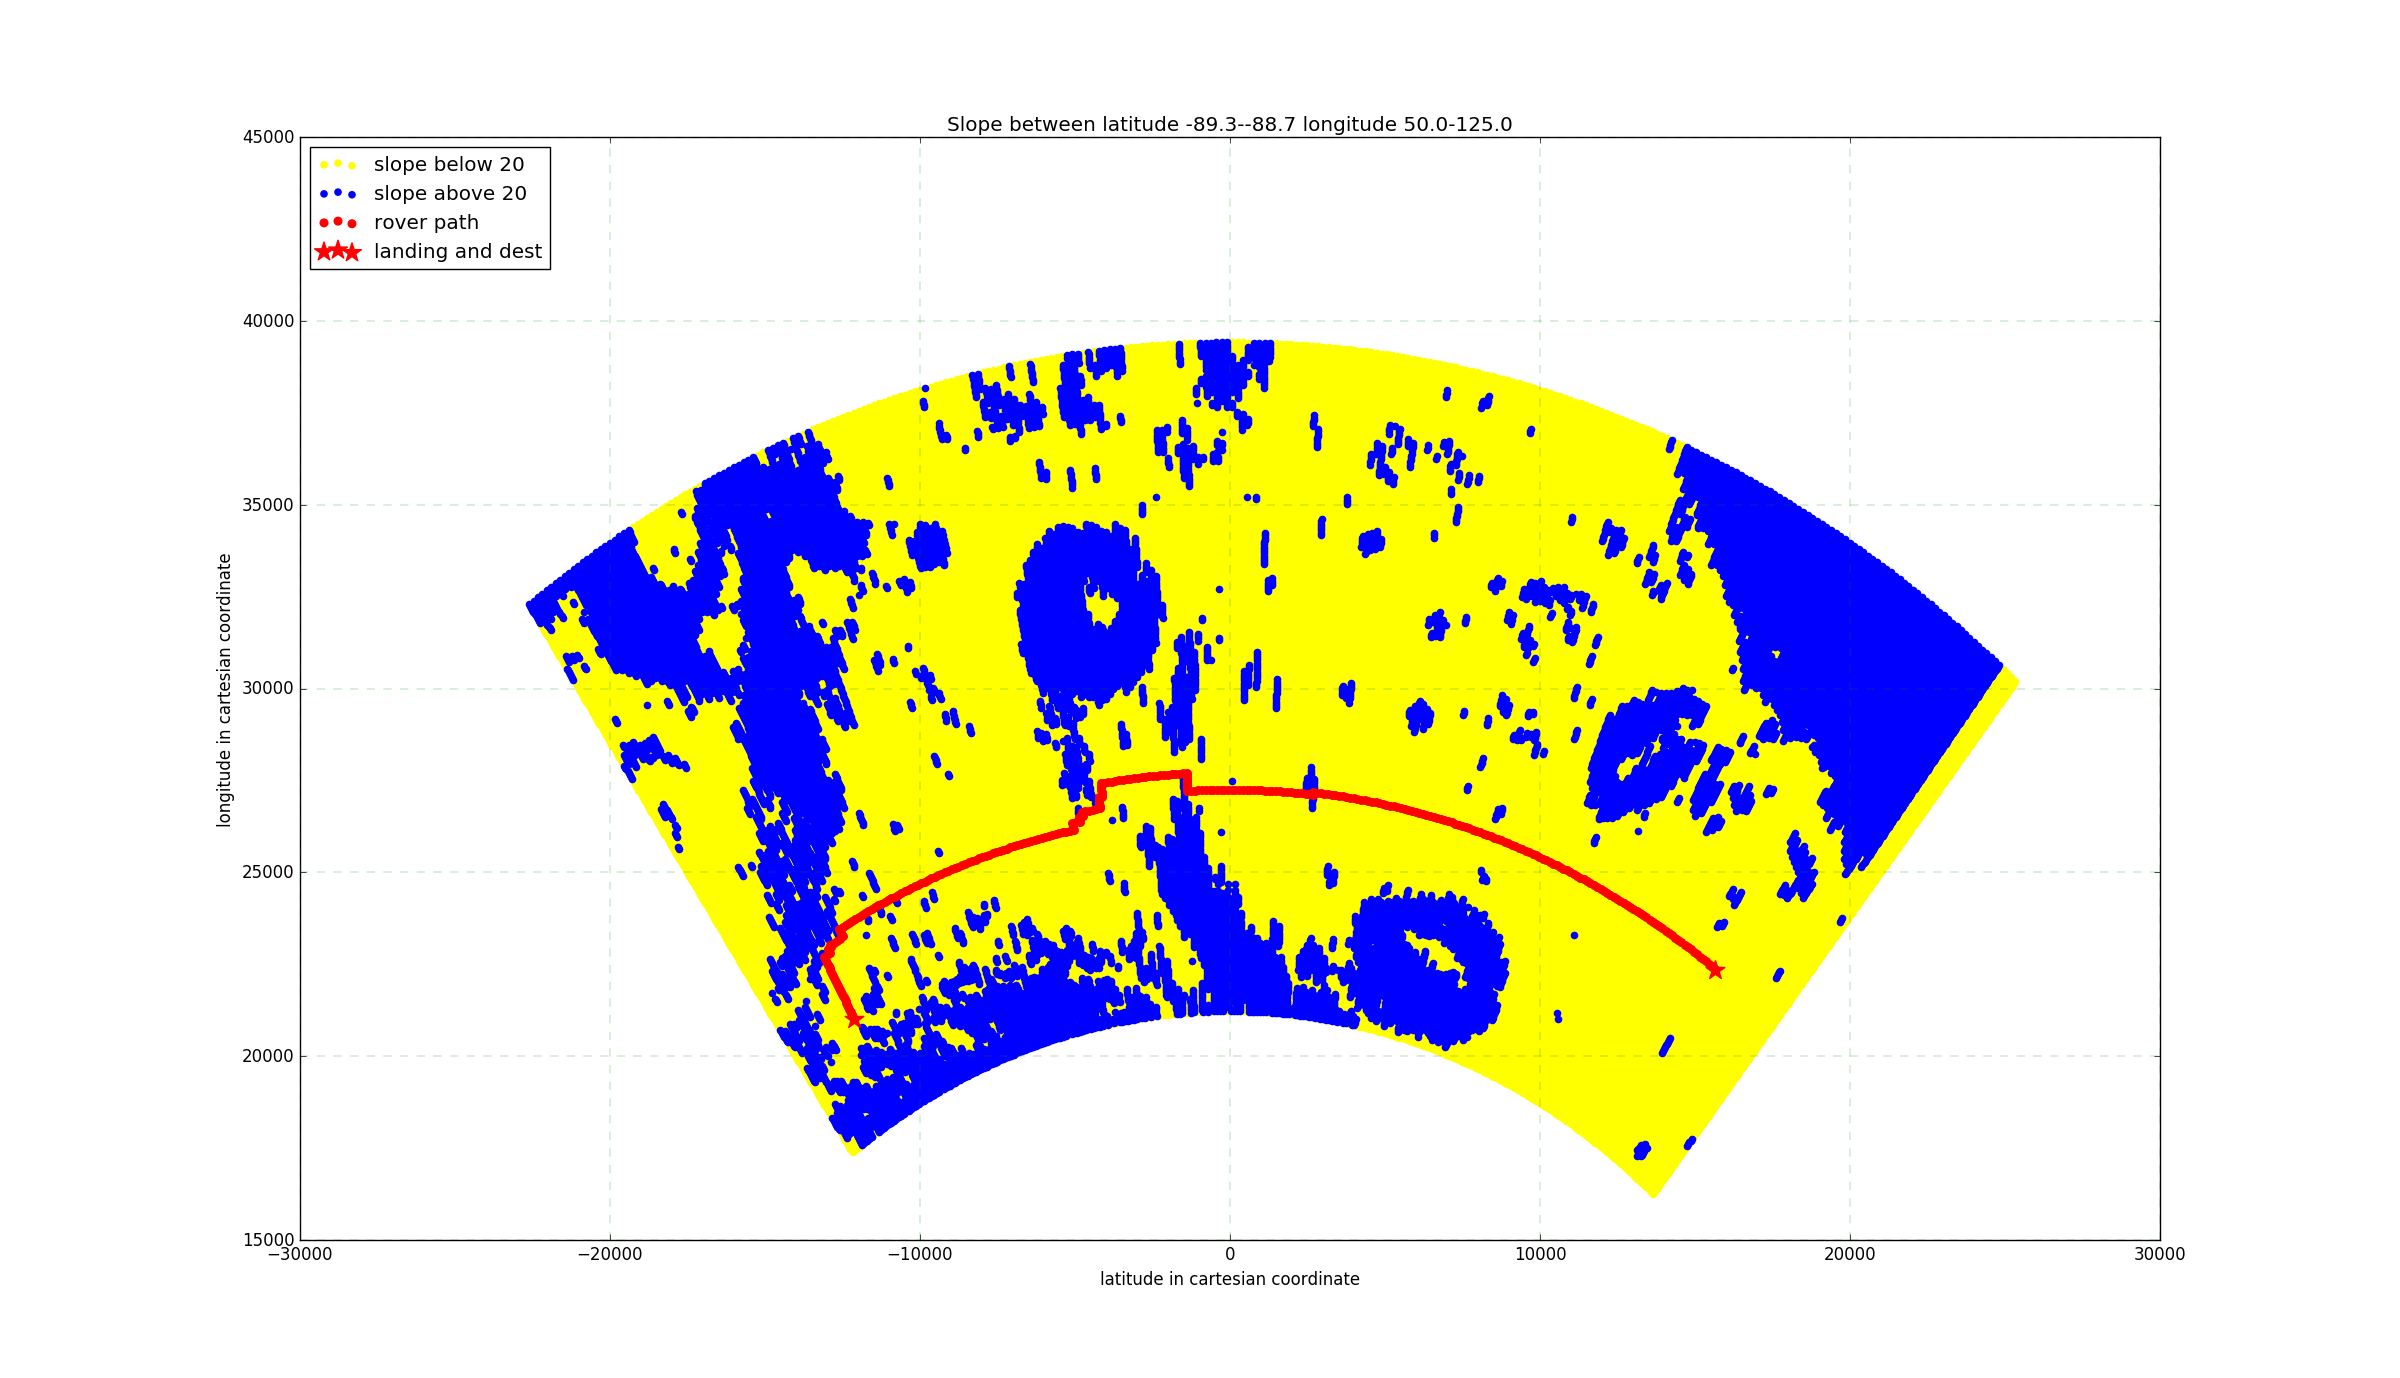 Slope between latitude -89.3--88.7 longitude 50.0-125.0
slope below 20
slope above 20
rover path
landing and dest
45000
40000
35000
30000
25000
20000
15000
longitude in cartesian coordinate
−30000 −20000 −10000 0 10000 20000 30000
latitude in cartesian coordinate